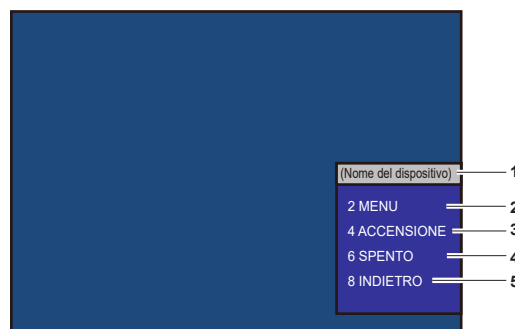 (Nome del dispositivo) 1
2 MENU 2
4 ACCENSIONE 3
6 SPENTO 4
8 INDIETRO 5